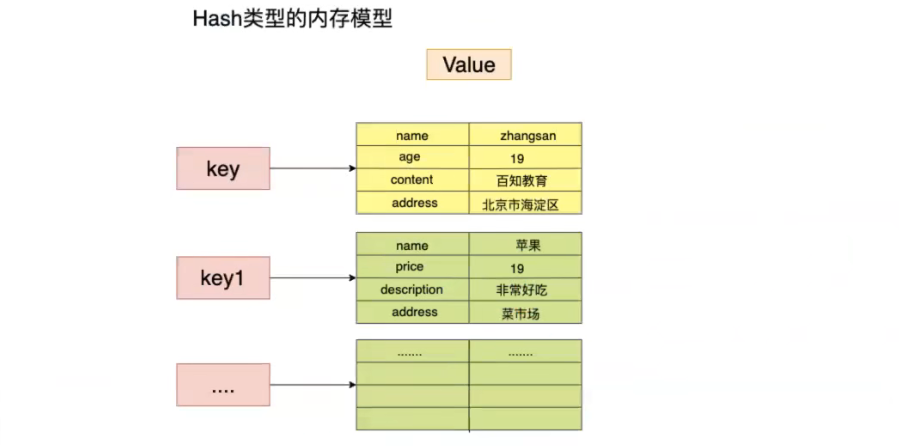 Hash类型的内存模型
Value
key
name zhangsan
age 19
content 百知教育
address 北京市海淀区
key1
name 苹果
price 19
description 非常好吃
address 菜市场
....
....... .......